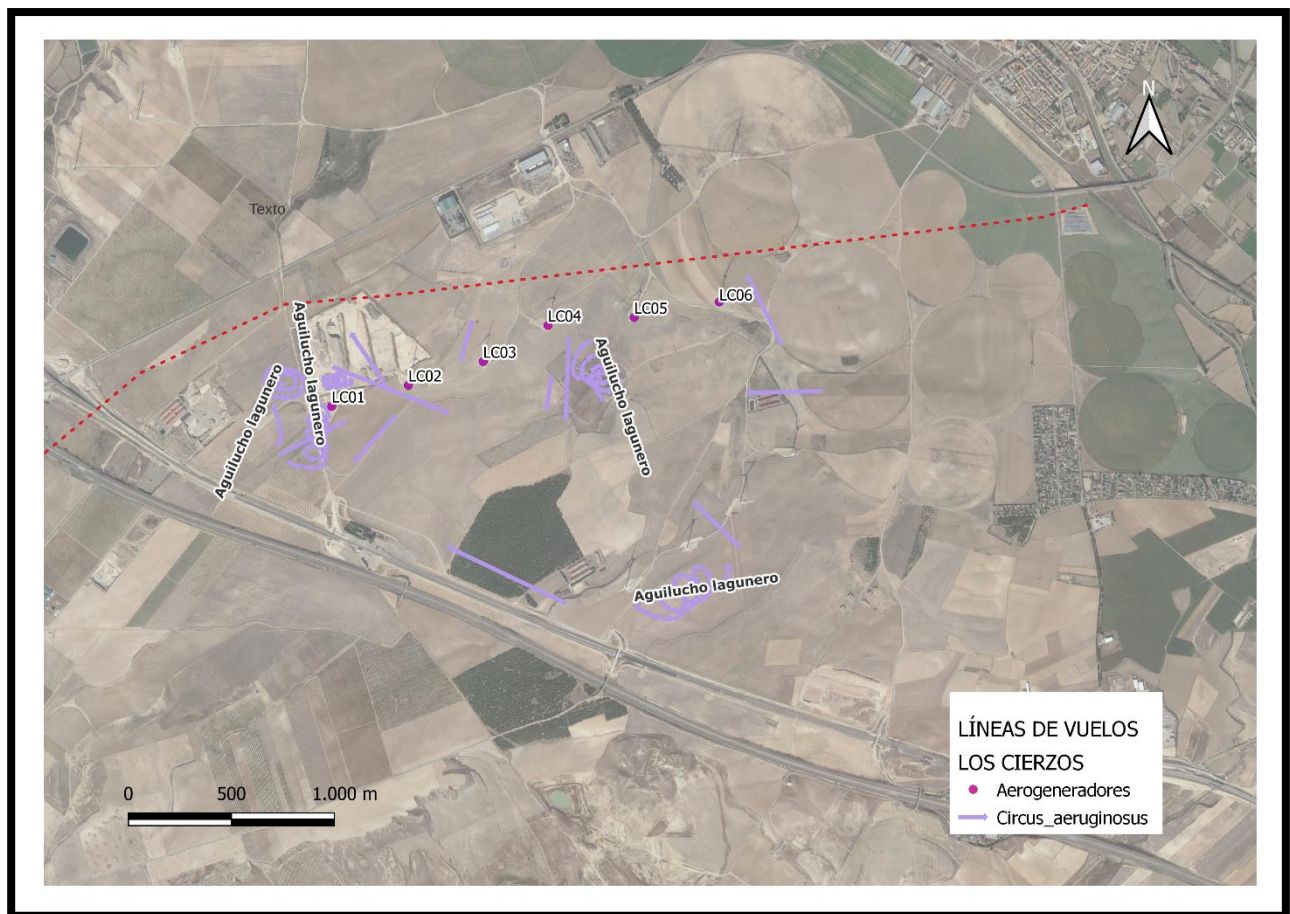 N
Texto
LC06
LC05
LC04
LC03
LC02
LC01
Aguilucho lagunero
Aguilucho lagunero
Aguilucho lagunero
Aguilucho lagunero
LÍNEAS DE VUELOS
LOS CIERZOS
Aerogeneradores
Circus_aeruginosus
0 500 1.000 m